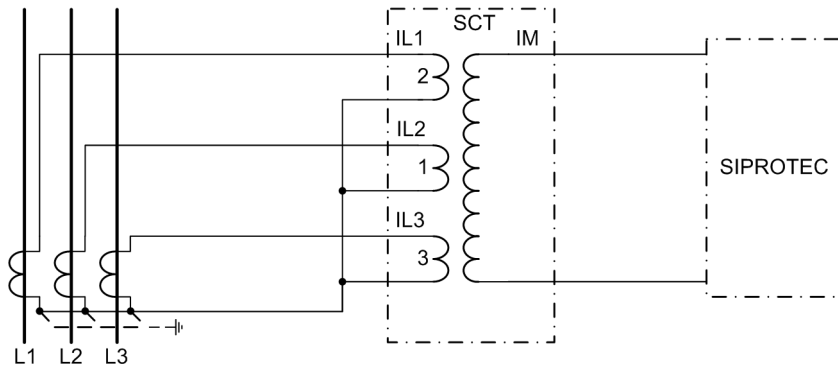 SCT
IL1 IM
2
IL2
1
SIPROTEC
IL3
3
L1 L2 L3